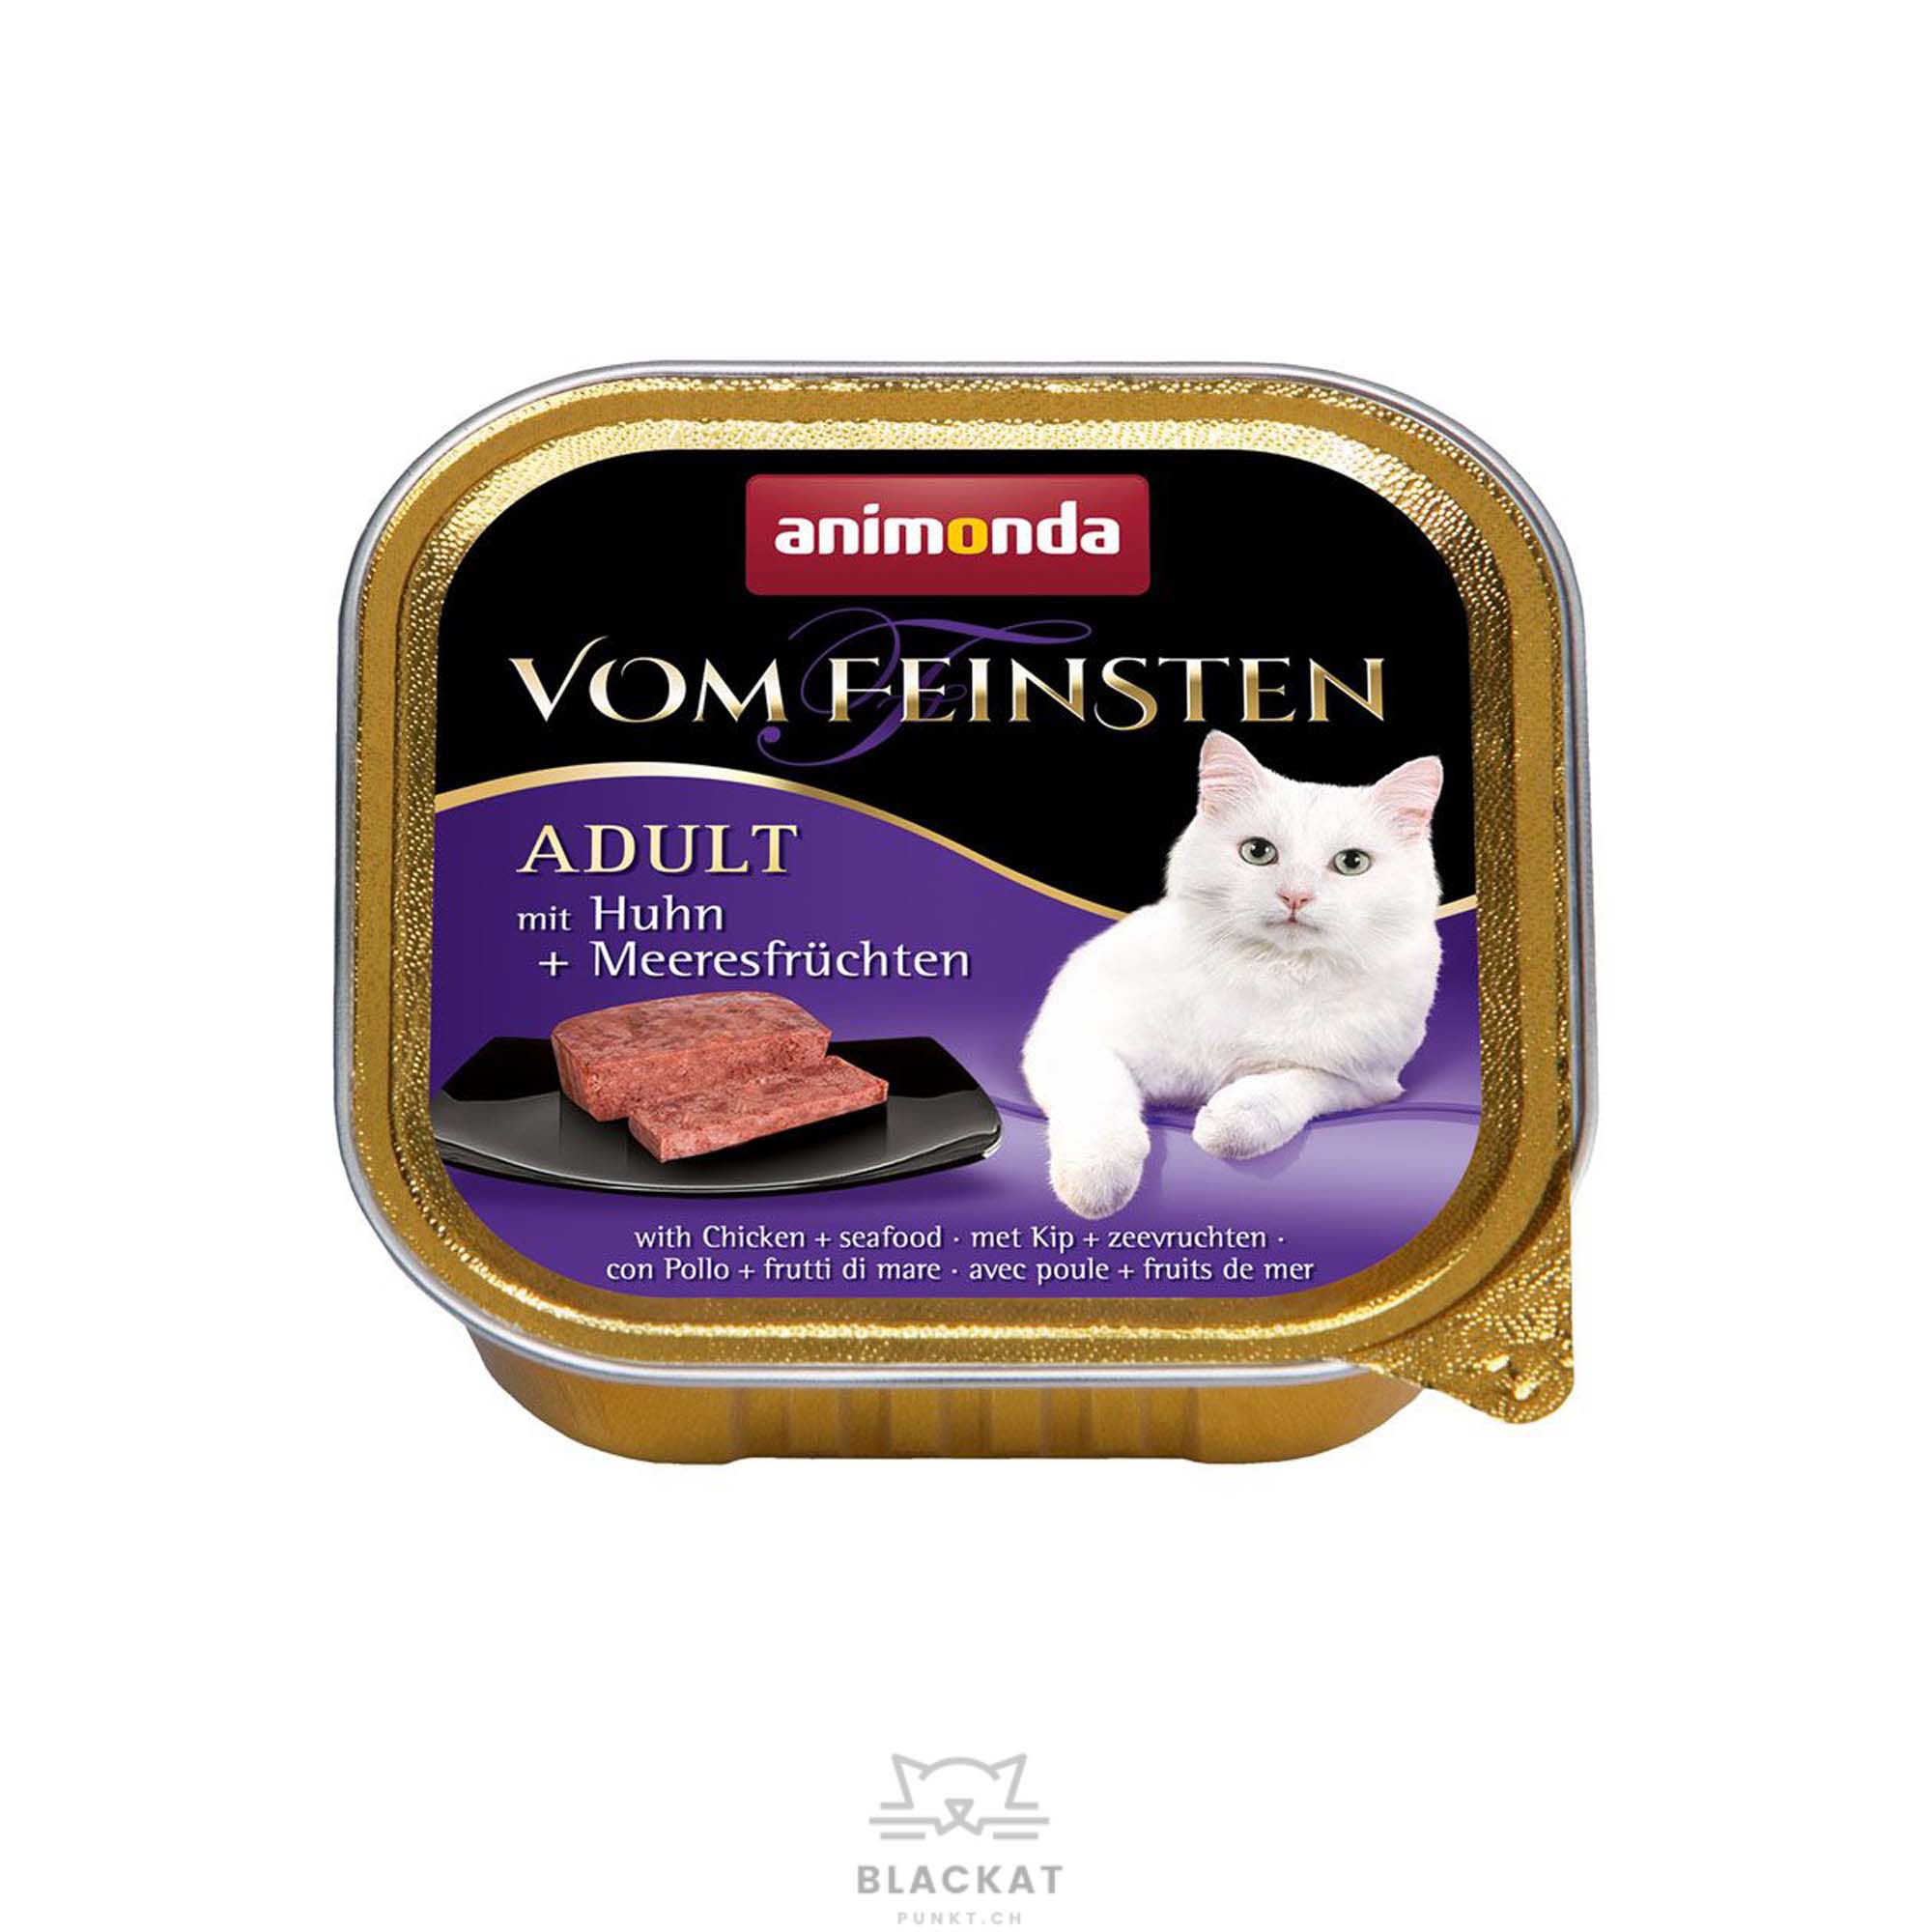 animonda
VOM FEINSTEN
ADULT
mit Huhn
+ Meeresfrüchten
with Chicken + seafood · met Kip + zeevruchten ·
con Pollo + frutti di mare · avec poule + fruits de mer
BLACKAT
PUNKT.CH